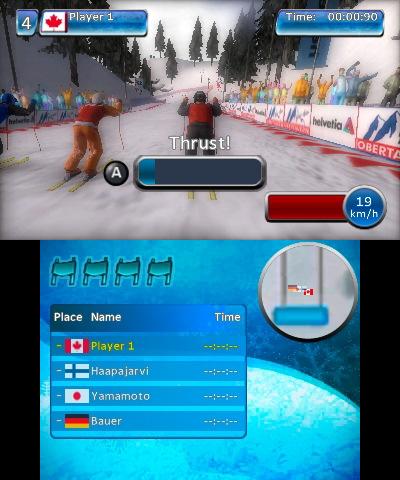 4 Player 1
Time: 00:00:90
helvetia
OBERTA
Thrust!
A
19
km/h
Place Name Time
- Player 1 --:--:--
- Haapajarvi --:--:--
- Yamamoto --:--:--
- Bauer --:--:--